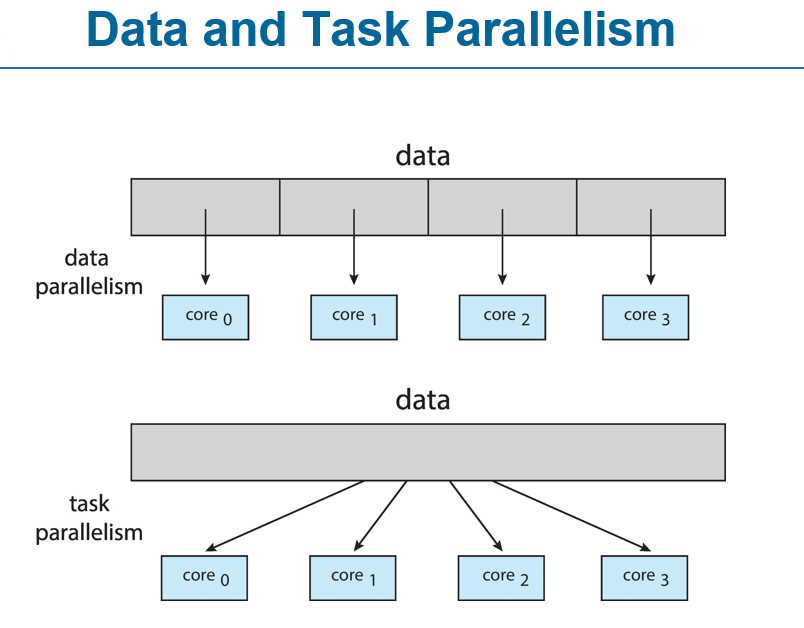 Data and Task Parallelism
data
data
parallelism
core 0
core 1
core 2
core 3
data
task
parallelism
core 0
core 1
core 2
core 3